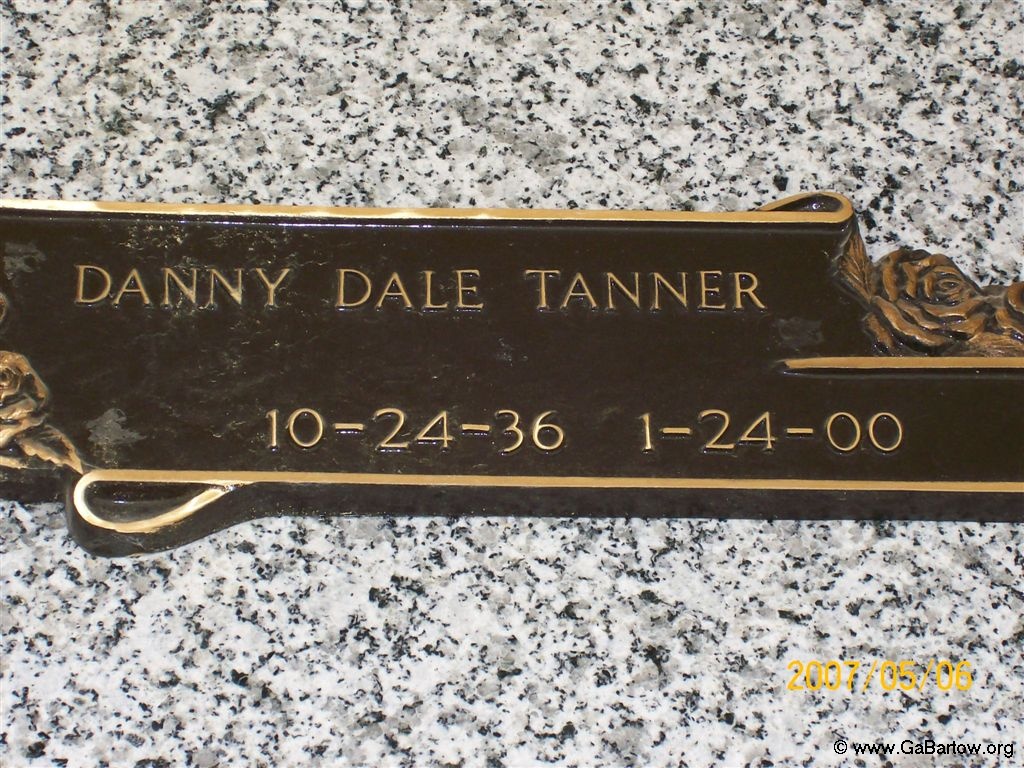 DANNY DALE TANNER
10-24-36 1-24-00
2007/05/06
© www.GaBartow.org